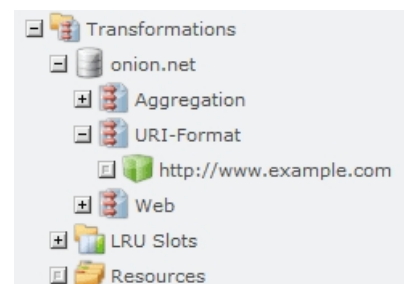 Transformations
onion.net
Aggregation
URI-Format
http://www.example.com
Web
LRU Slots
Resources